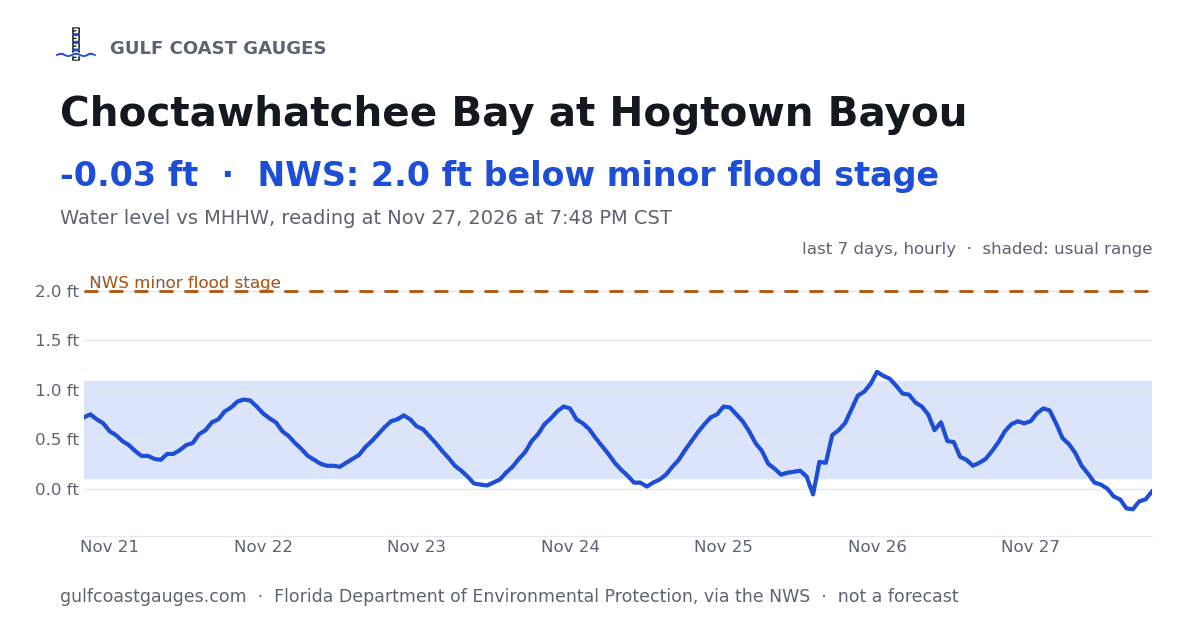 GULF COAST GAUGES
Choctawhatchee Bay at Hogtown Bayou
-0.03 ft · NWS: 2.0 ft below minor flood stage
Water level vs MHHW, reading at Nov 27, 2026 at 7:48 PM CST
last 7 days, hourly · shaded: usual range
NWS minor flood stage
2.0 ft
1.5 ft
1.0 ft
0.5 ft
0.0 ft
Nov 21 Nov 22 Nov 23 Nov 24 Nov 25 Nov 26 Nov 27
gulfcoastgauges.com · Florida Department of Environmental Protection, via the NWS · not a forecast